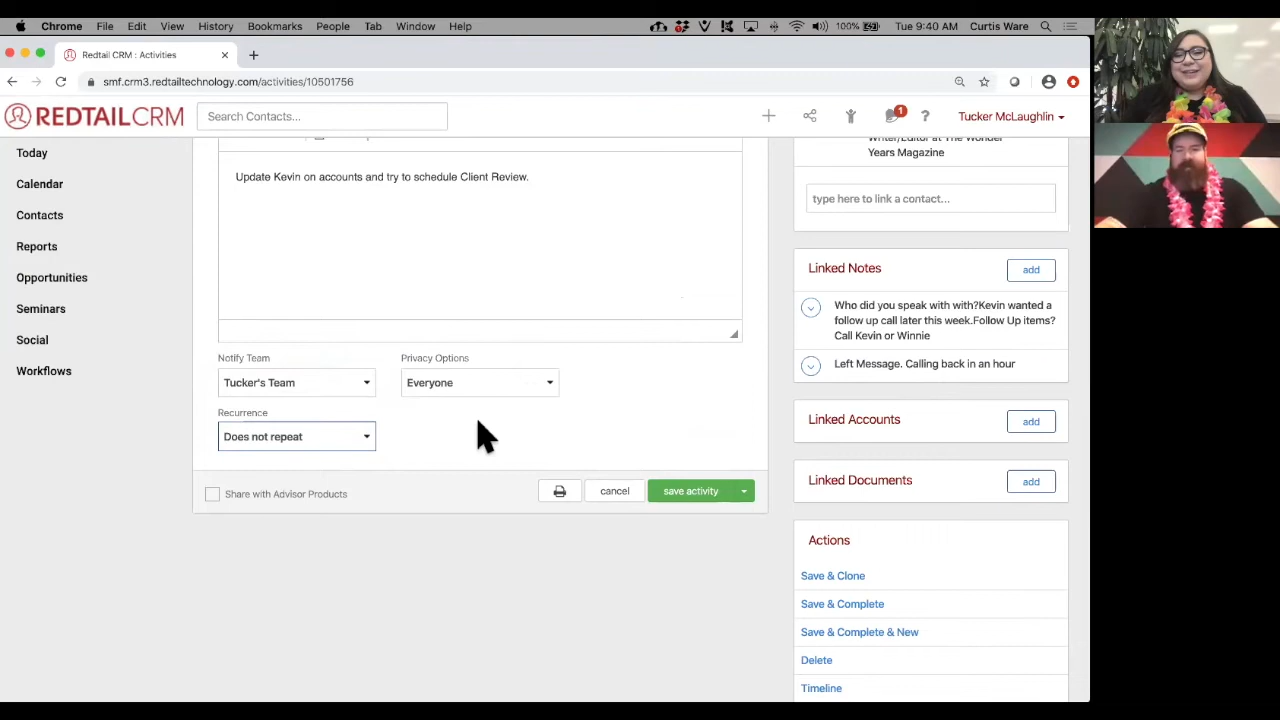 Chrome File Edit View History Bookmarks People Tab Window Help 100% Tue 9:40 AM Curtis Ware
Redtail CRM : Activities
smf.crm3.redtailtechnology.com/activities/10501756
REDTAILCRM
Search Contacts...
1
?
Tucker McLaughlin
Today
Calendar
Contacts
Reports
Opportunities
Seminars
Social
Workflows
Update Kevin on accounts and try to schedule Client Review.
Notify Team
Privacy Options
Tucker's Team
Everyone
Recurrence
Does not repeat
Share with Advisor Products
cancel
save activity
Writer/Editor at The Wonder
Years Magazine
type here to link a contact...
Linked Notes
add
Who did you speak with with?Kevin wanted a
follow up call later this week.Follow Up items?
Call Kevin or Winnie
Left Message. Calling back in an hour
Linked Accounts
add
Linked Documents
add
Actions
Save & Clone
Save & Complete
Save & Complete & New
Delete
Timeline